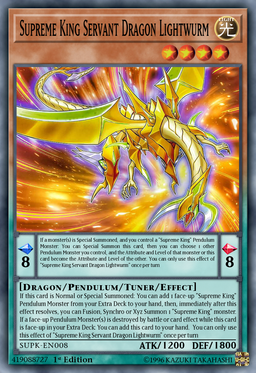 SUPREME KING SERVANT DRAGON LIGHTWURM
LIGHT
光
If a monster(s) is Special Summoned, and you control a "Supreme King" Pendulum
Monster: You can Special Summon this card, then you can choose 1 other
Pendulum Monster you control, and the Attribute and Level of that monster or this
card become the Attribute and Level of the other. You can only use this effect of
"Supreme King Servant Dragon Lightwurm" once per turn
8
8
[DRAGON/PENDULUM/TUNER/EFFECT]
If this card is Normal or Special Summoned: You can add 1 face up "Supreme King"
Pendulum Monster from your Extra Deck to your hand, then, immediately after this
effect resolves, you can Fusion, Synchro or Xyz Summon 1 "Supreme King" monster.
If a face up Pendulum Monster(s) is destroyed by battle or card effect while this card
is face-up in your Extra Deck: You can add this card to your hand. You can only use this
effect of "Supreme King Servant Dragon Lightwurm" once per turn
SUPK-EN008
ATK/1200 DEF/1800
419088727
1st Edition
©1996 KAZUKI TAKAHASHI